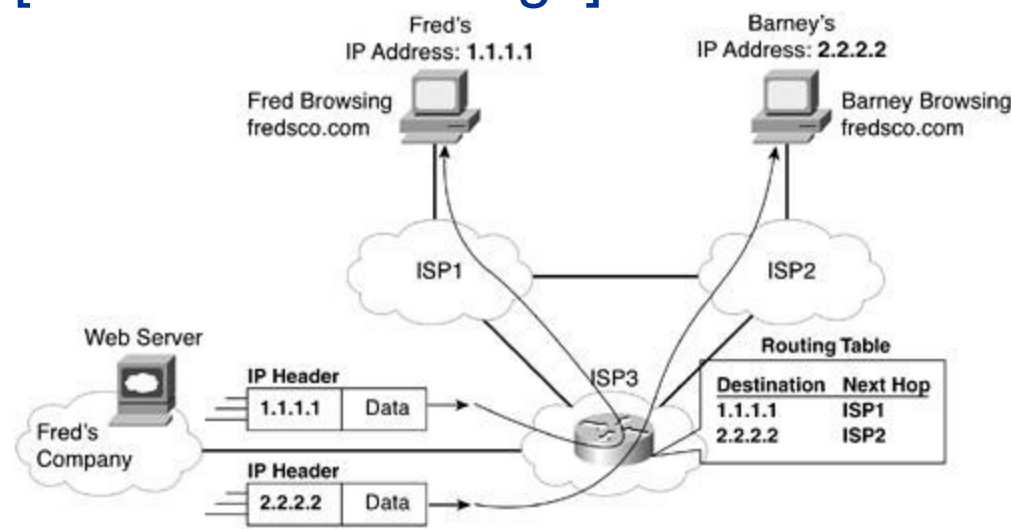 Fred's
IP Address: 1.1.1.1
Barney's
IP Address: 2.2.2.2
Fred Browsing
fredsco.com
Barney Browsing
fredsco.com
ISP1
ISP2
Web Server
Routing Table
IP Header
ISP3
Destination Next Hop
1.1.1.1 Data
1.1.1.1 ISP1
Fred's
Company
2.2.2.2 ISP2
IP Header
2.2.2.2 Data